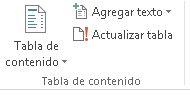 Tabla de
contenido
Agregar texto
Actualizar tabla
Tabla de contenido